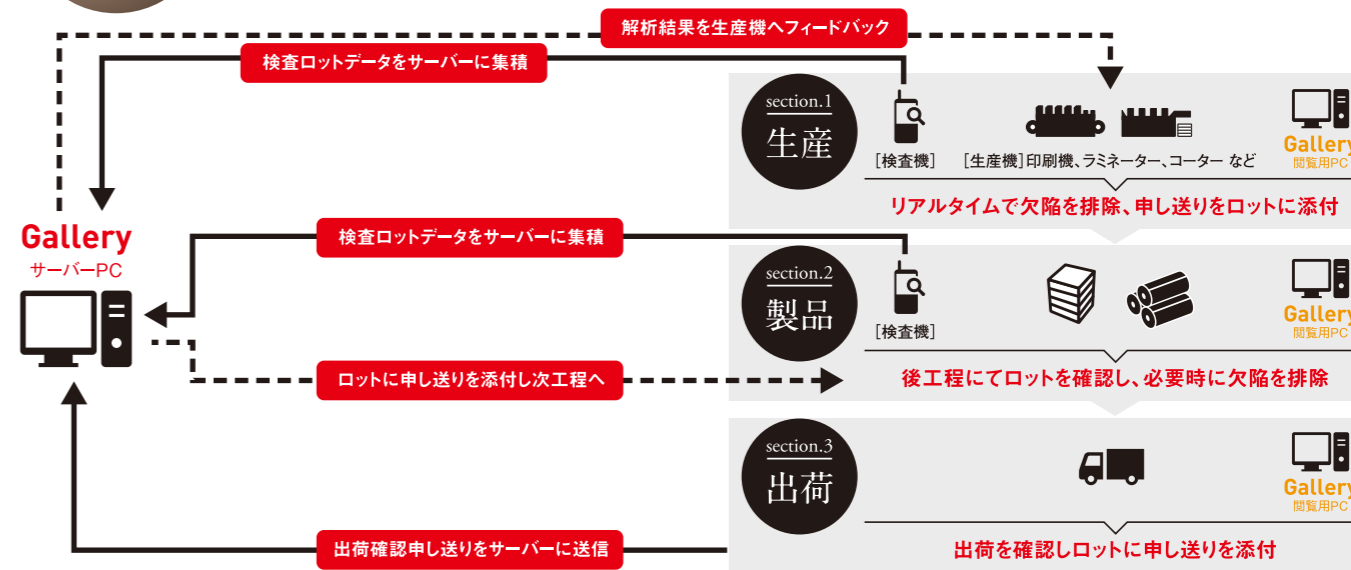 解析結果を生産機へフィードバック
検査ロットデータをサーバーに集積
section.1
生産
[検査機]
[生産機]印刷機、ラミネーター、コーター など
Gallery
閲覧用PC
リアルタイムで欠陥を排除、申し送りをロットに添付
Gallery
サーバーPC
検査ロットデータをサーバーに集積
section.2
製品
[検査機]
Gallery
閲覧用PC
ロットに申し送りを添付し次工程へ
後工程にてロットを確認し、必要時に欠陥を排除
section.3
出荷
Gallery
閲覧用PC
出荷確認申し送りをサーバーに送信
出荷を確認しロットに申し送りを添付